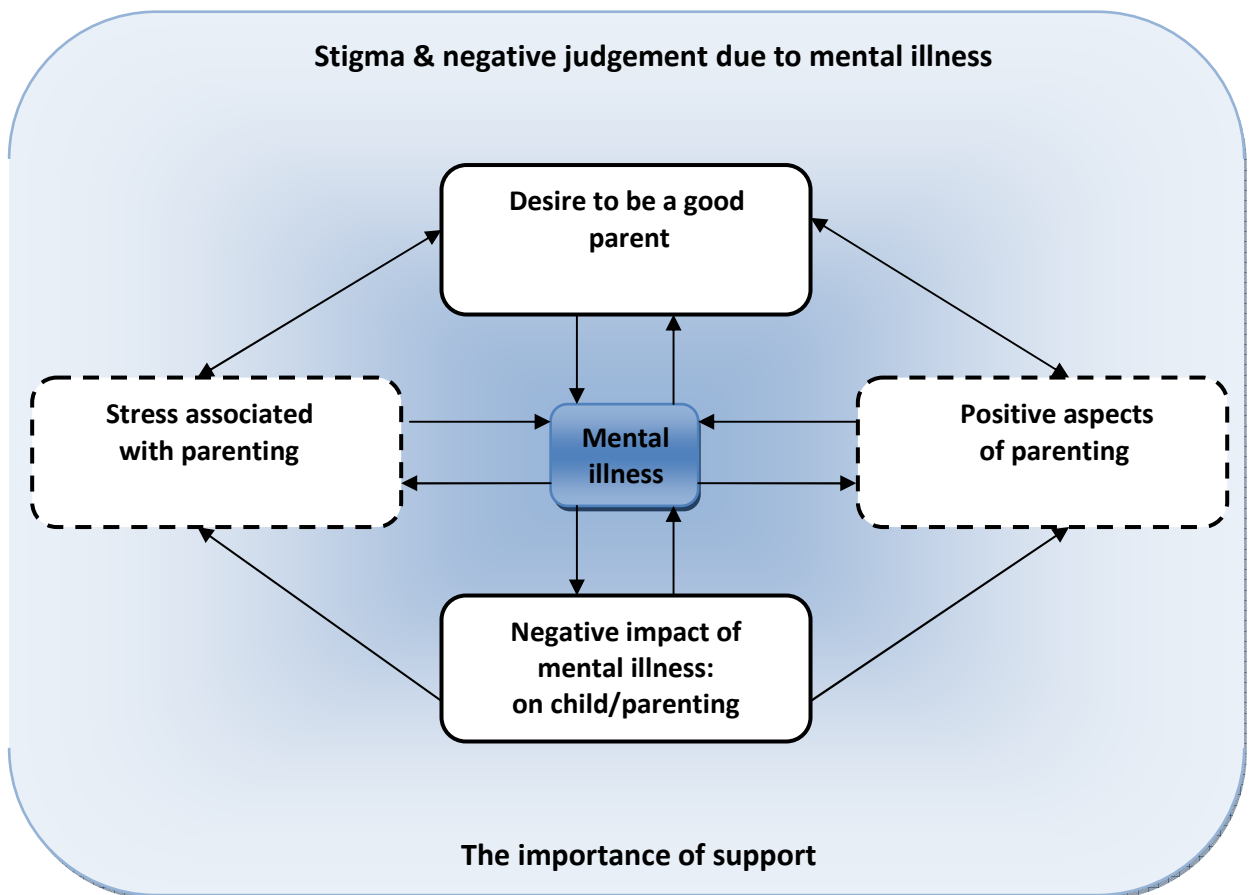 Stigma & negative judgement due to mental illness
Desire to be a good
parent
Stress associated
with parenting
Mental
illness
Positive aspects
of parenting
Negative impact of
mental illness:
on child/parenting
The importance of support